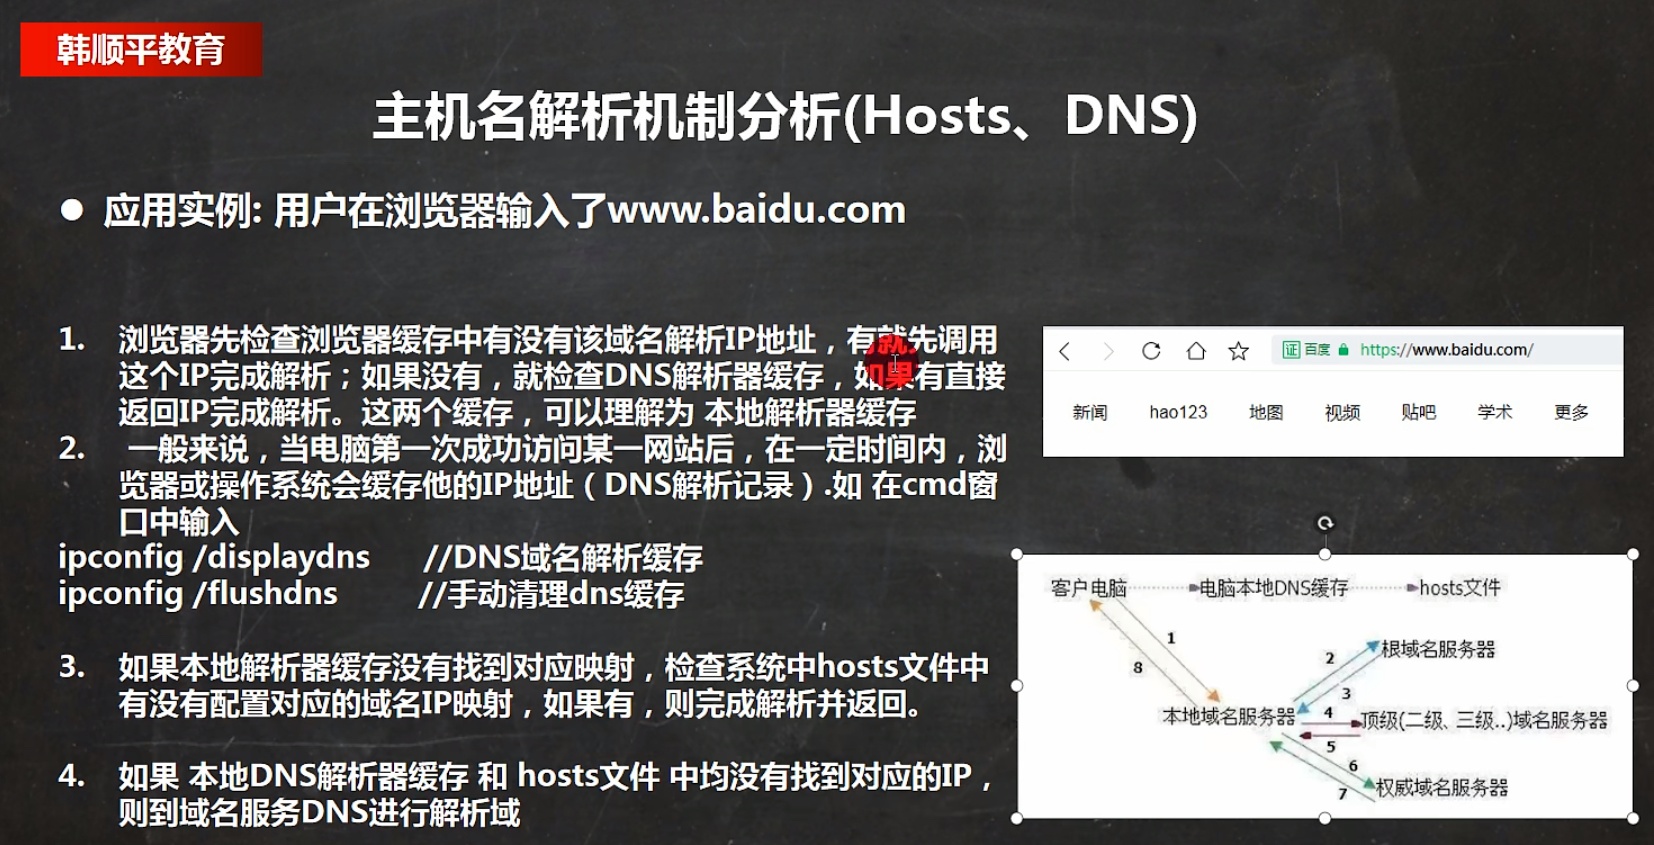 韩顺平教育
主机名解析机制分析(Hosts、DNS)
● 应用实例: 用户在浏览器输入了www.baidu.com
1. 浏览器先检查浏览器缓存中有没有该域名解析IP地址，有就先调用
这个IP完成解析；如果没有，就检查DNS解析器缓存，如果有直接
返回IP完成解析。这两个缓存，可以理解为 本地解析器缓存
2. 一般来说，当电脑第一次成功访问某一网站后，在一定时间内，浏
览器或操作系统会缓存他的IP地址（DNS解析记录）.如 在cmd窗
口中输入
ipconfig /displaydns //DNS域名解析缓存
ipconfig /flushdns //手动清理dns缓存
3. 如果本地解析器缓存没有找到对应映射，检查系统中hosts文件中
有没有配置对应的域名IP映射，如果有，则完成解析并返回。
4. 如果 本地DNS解析器缓存 和 hosts文件 中均没有找到对应的IP，
则到域名服务DNS进行解析域
证 百度 https://www.baidu.com/
新闻 hao123 地图 视频 贴吧 学术 更多
客户电脑 电脑本地DNS缓存 hosts文件
1
8
2
根域名服务器
3
本地域名服务器
4
顶级(二级、三级..)域名服务器
5
6
7
权威域名服务器